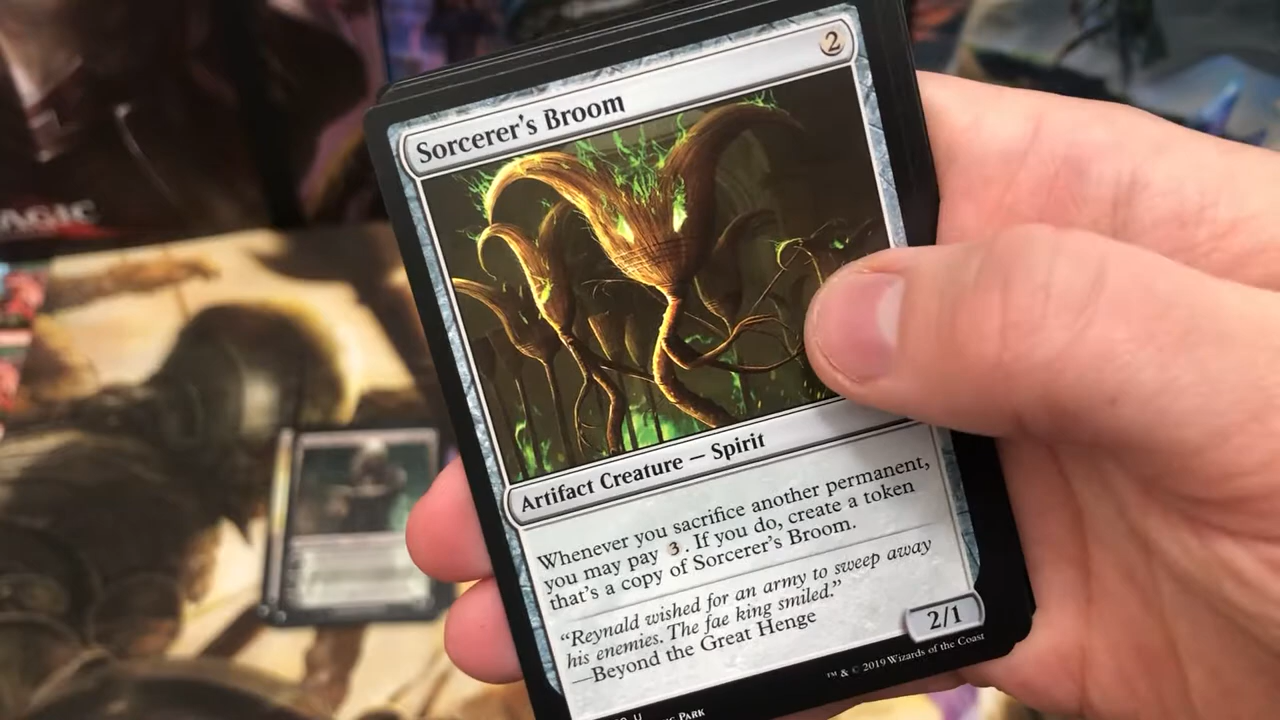 Sorcerer's Broom
2
Artifact Creature — Spirit
Whenever you sacrifice another permanent,
you may pay 3. If you do, create a token
that's a copy of Sorcerer's Broom.
“Reynald wished for an army to sweep away
his enemies. The fae king smiled.”
—Beyond the Great Henge
2/1
™ & © 2019 Wizards of the Coast
U
PARK
MAGIC